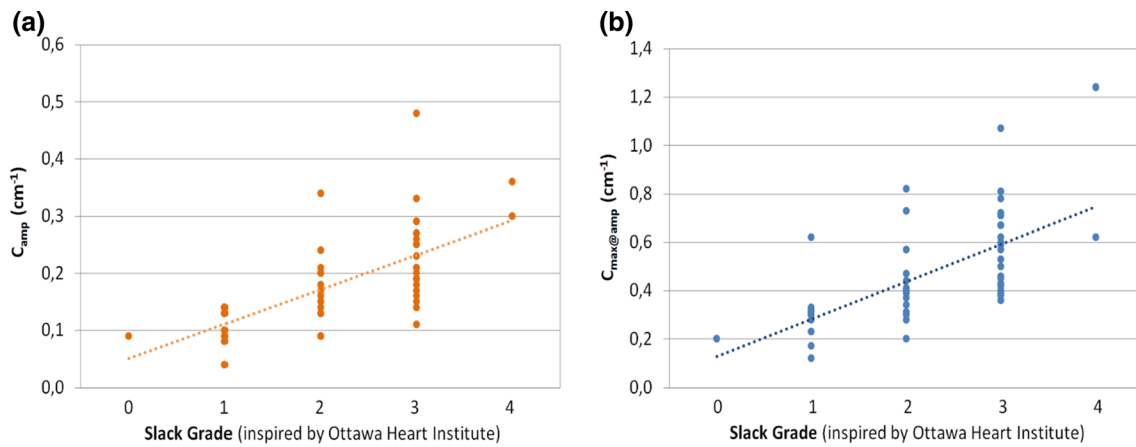 (a)
C_amp (cm⁻¹)
0,6
0,5
0,4
0,3
0,2
0,1
0,0
0 1 2 3 4
Slack Grade (inspired by Ottawa Heart Institute)
(b)
C_max@amp (cm⁻¹)
1,4
1,2
1,0
0,8
0,6
0,4
0,2
0,0
0 1 2 3 4
Slack Grade (inspired by Ottawa Heart Institute)